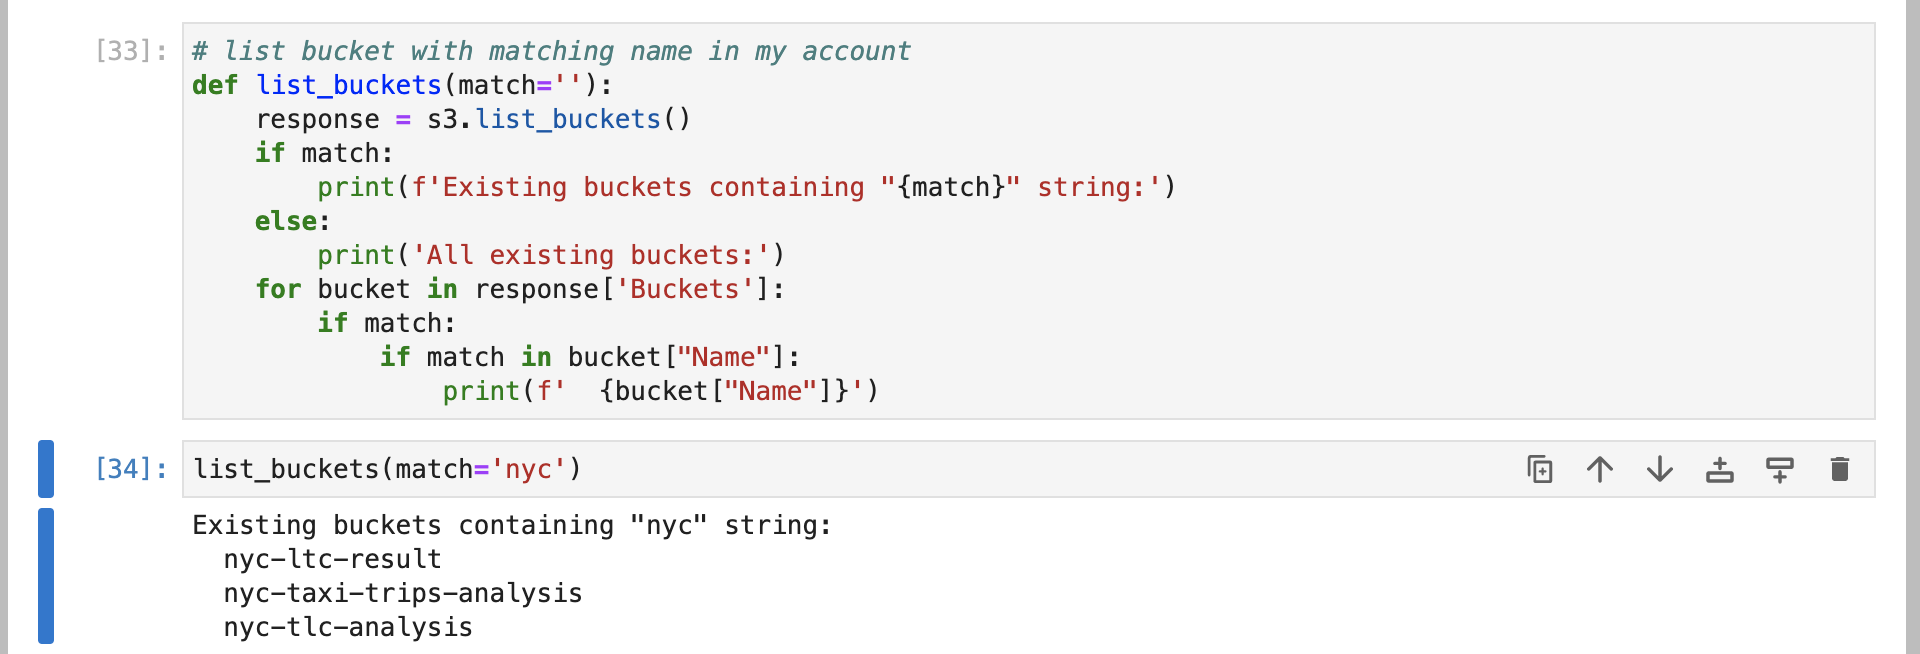 [33]:
# list bucket with matching name in my account
def list_buckets(match=''):
    response = s3.list_buckets()
    if match:
        print(f'Existing buckets containing "{match}" string:')
    else:
        print('All existing buckets:')
    for bucket in response['Buckets']:
        if match:
            if match in bucket["Name"]:
                print(f'  {bucket["Name"]}')
[34]:
list_buckets(match='nyc')
Existing buckets containing "nyc" string:
  nyc-ltc-result
  nyc-taxi-trips-analysis
  nyc-tlc-analysis